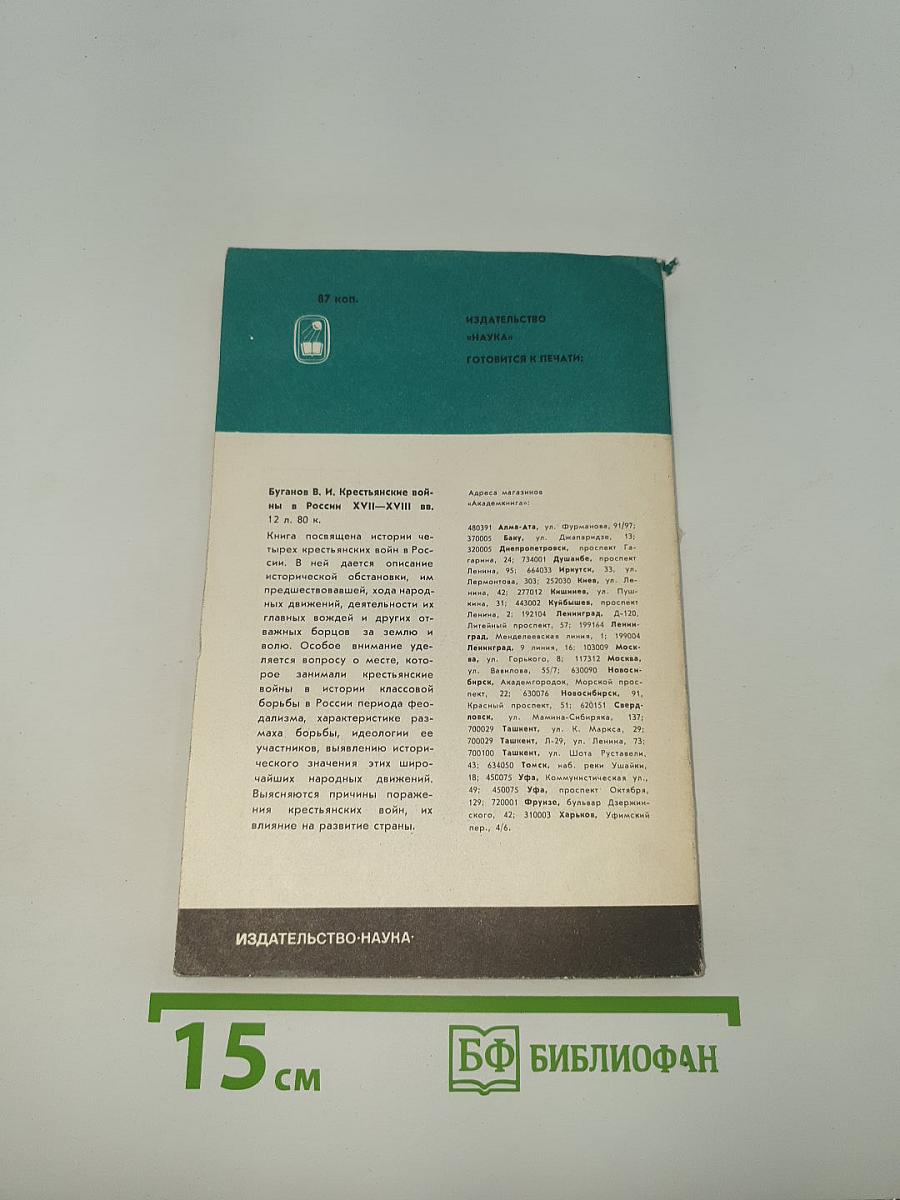 87 коп.
ИЗДАТЕЛЬСТВО
«НАУКА»
ГОТОВИТСЯ К ПЕЧАТИ:
Буганов В. И. Крестьянские вой-
ны в России XVII—XVIII вв.
12 л. 80 к.
Книга посвящена истории че-
тырех крестьянских войн в Рос-
сии. В ней дается описание
исторической обстановки, им
предшествовавшей, хода народ-
ных движений, деятельности их
главных вождей и других от-
важных борцов за землю и
волю. Особое внимание уде-
ляется вопросу о месте, кото-
рое занимали крестьянские
войны в истории классовой
борьбы в России периода фео-
дализма, характеристике раз-
маха борьбы, идеологии ее
участников, выявлению истори-
ческого значения этих широ-
чайших народных движений.
Выясняются причины пораже-
ния крестьянских войн, их
влияние на развитие страны.
Адреса магазинов
«Академкнига»:
480391 Алма-Ата, ул. Фурманова, 91/97;
370005 Баку, ул. Джапаридзе, 13;
320005 Днепропетровск, проспект Га-
гарина, 24; 734001 Душанбе, проспект
Ленина, 95; 664033 Иркутск, 33, ул.
Лермонтова, 303; 252030 Киев, ул. Ле-
нина, 42; 277012 Кишинев, ул. Пуш-
кина, 31; 443002 Куйбышев, проспект
Ленина, 2; 192104 Ленинград, Д-120,
Литейный проспект, 57; 199164 Ленин-
град, Менделеевская линия, 1; 199004
Ленинград, 9 линия, 16; 103009 Моск-
ва, ул. Горького, 8; 117312 Москва,
ул. Вавилова, 55/7; 630090 Новоси-
бирск, Академгородок, Морской прос-
пект, 22; 630076 Новосибирск, 91,
Красный проспект, 51; 620151 Сверд-
ловск, ул. Мамина-Сибиряка, 137;
700029 Ташкент, ул. К. Маркса, 29;
700029 Ташкент, Л-29, ул. Ленина, 73;
700100 Ташкент, ул. Шота Руставели,
43; 634050 Томск, наб. реки Ушайки,
18; 450075 Уфа, Коммунистическая ул.,
49; 450075 Уфа, проспект Октября,
129; 720001 Фрунзе, бульвар Дзержин-
ского, 42; 310003 Харьков, Уфимский
пер., 4/6.
ИЗДАТЕЛЬСТВО·НАУКА·
15 см
БФ БИБЛИОФАН